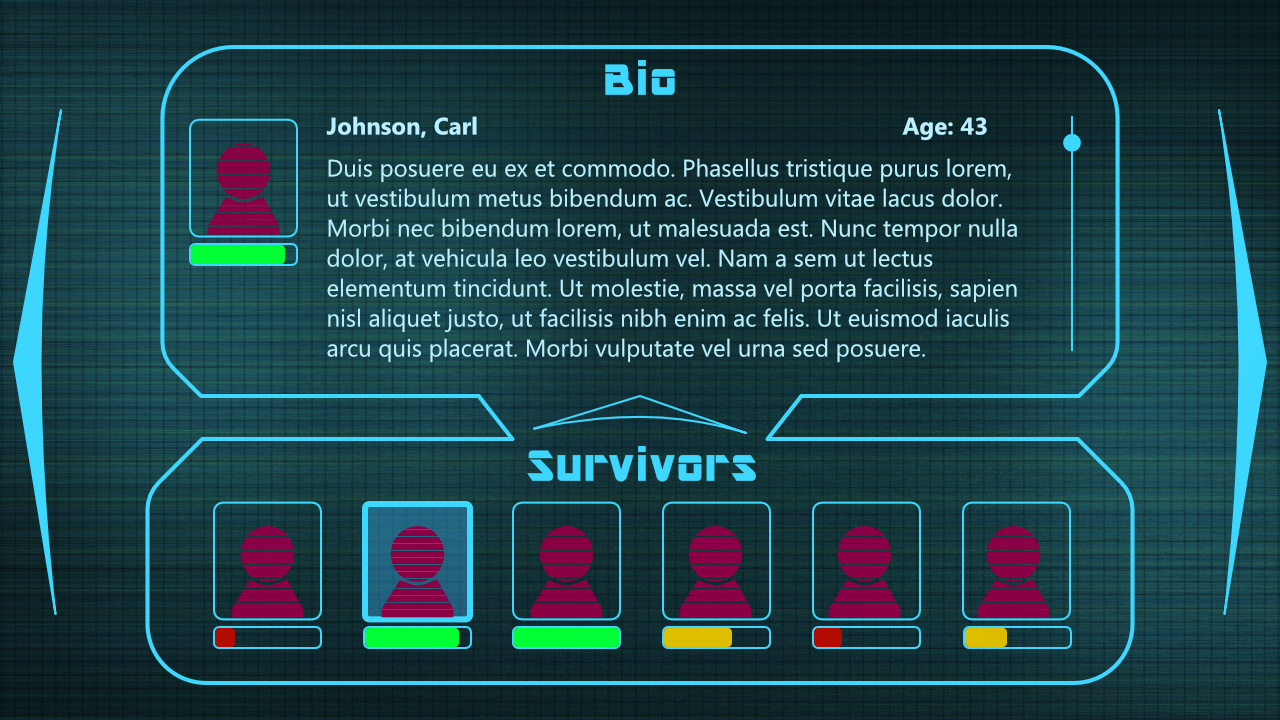 Bio
Johnson, Carl Age: 43
Duis posuere eu ex et commodo. Phasellus tristique purus lorem,
ut vestibulum metus bibendum ac. Vestibulum vitae lacus dolor.
Morbi nec bibendum lorem, ut malesuada est. Nunc tempor nulla
dolor, at vehicula leo vestibulum vel. Nam a sem ut lectus
elementum tincidunt. Ut molestie, massa vel porta facilisis, sapien
nisl aliquet justo, ut facilisis nibh enim ac felis. Ut euismod iaculis
arcu quis placerat. Morbi vulputate vel urna sed posuere.
Survivors